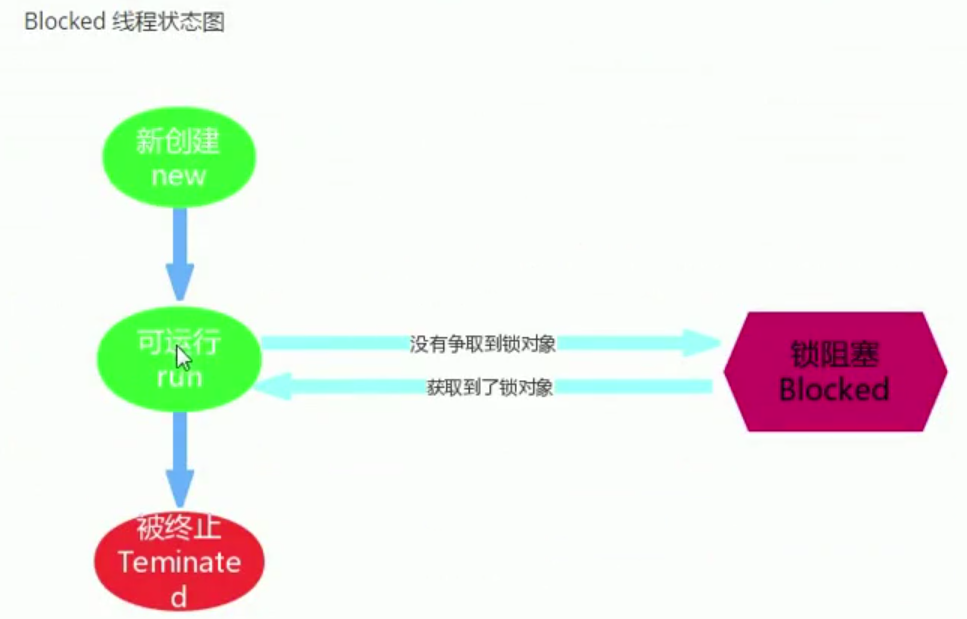 Blocked 线程状态图
新创建
new
可运行
run
没有争取到锁对象
获取到了锁对象
锁阻塞
Blocked
被终止
Teminate
d